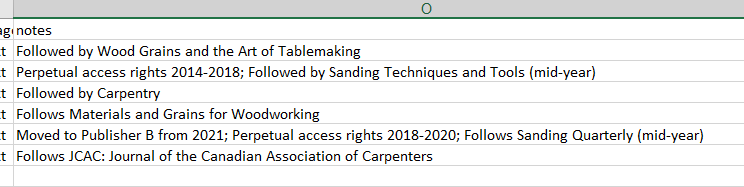 O
notes
t Followed by Wood Grains and the Art of Tablemaking
t Perpetual access rights 2014-2018; Followed by Sanding Techniques and Tools (mid-year)
t Followed by Carpentry
t Follows Materials and Grains for Woodworking
t Moved to Publisher B from 2021; Perpetual access rights 2018-2020; Follows Sanding Quarterly (mid-year)
t Follows JCAC: Journal of the Canadian Association of Carpenters